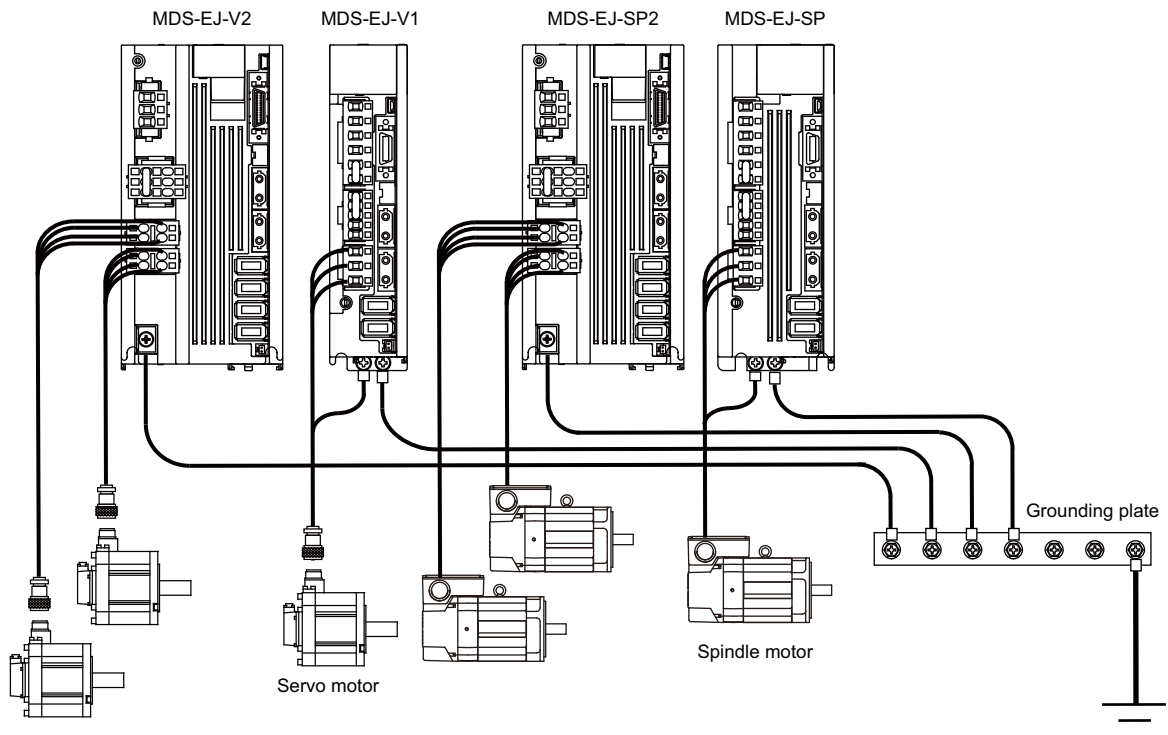 MDS-EJ-V2
MDS-EJ-V1
MDS-EJ-SP2
MDS-EJ-SP
Grounding plate
Spindle motor
Servo motor